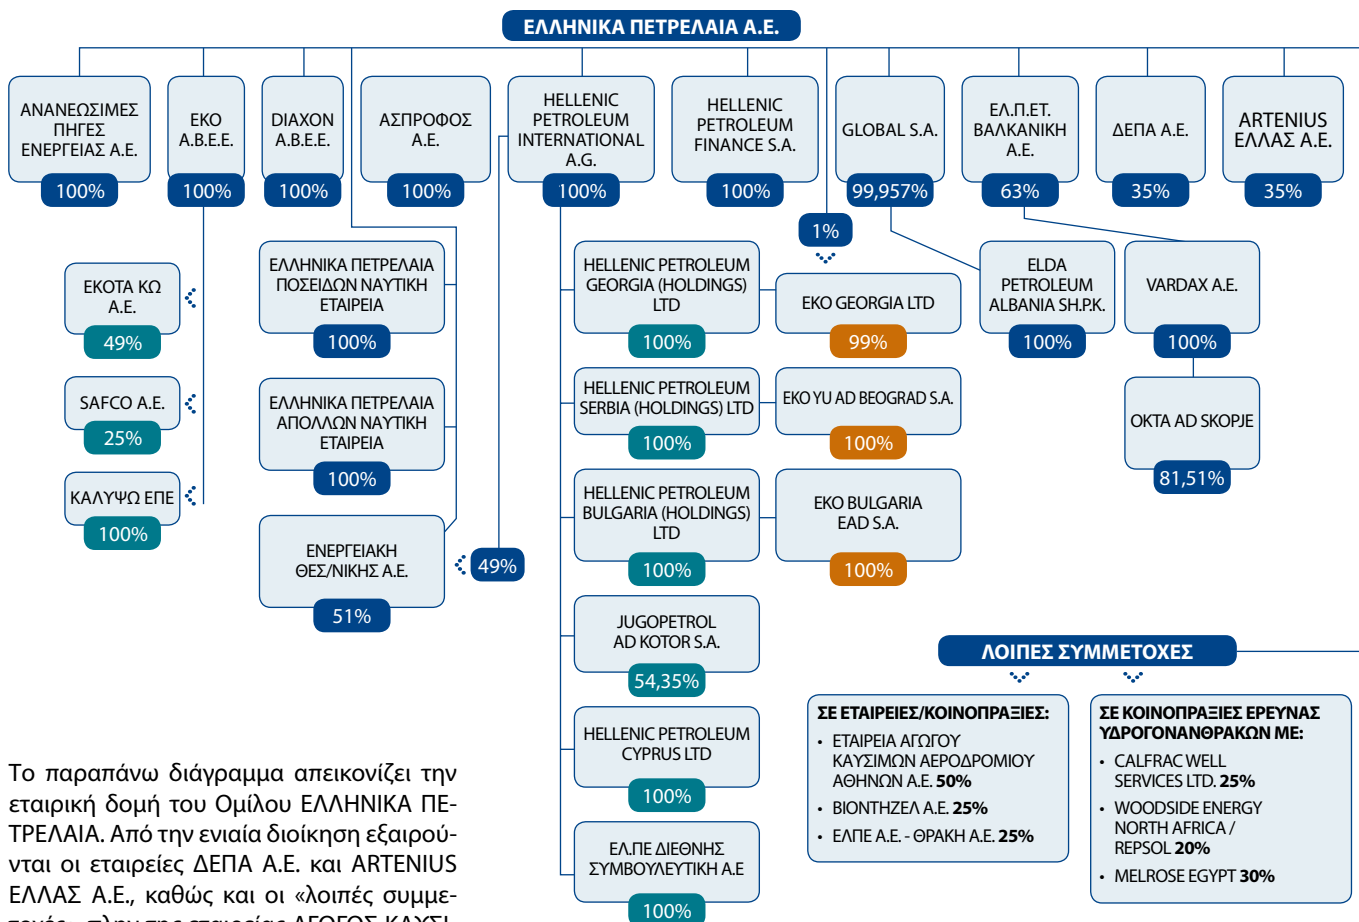 ΕΛΛΗΝΙΚΑ ΠΕΤΡΕΛΑΙΑ Α.Ε.
ΑΝΑΝΕΩΣΙΜΕΣ
ΠΗΓΕΣ
ΕΝΕΡΓΕΙΑΣ Α.Ε.
100%
ΕΚΟ
Α.Β.Ε.Ε.
100%
DIAXON
Α.Β.Ε.Ε.
100%
ΑΣΠΡΟΦΟΣ
Α.Ε.
100%
HELLENIC
PETROLEUM
INTERNATIONAL
A.G.
100%
HELLENIC
PETROLEUM
FINANCE S.A.
100%
GLOBAL S.A.
99,957%
ΕΛ.Π.ΕΤ.
ΒΑΛΚΑΝΙΚΗ
Α.Ε.
63%
ΔΕΠΑ Α.Ε.
35%
ARTENIUS
ΕΛΛΑΣ Α.Ε.
35%
1%
ΕΚΟΤΑ ΚΩ
Α.Ε.
49%
SAFCO Α.Ε.
25%
ΚΑΛΥΨΩ ΕΠΕ
100%
ΕΛΛΗΝΙΚΑ ΠΕΤΡΕΛΑΙΑ
ΠΟΣΕΙΔΩΝ ΝΑΥΤΙΚΗ
ΕΤΑΙΡΕΙΑ
100%
ΕΛΛΗΝΙΚΑ ΠΕΤΡΕΛΑΙΑ
ΑΠΟΛΛΩΝ ΝΑΥΤΙΚΗ
ΕΤΑΙΡΕΙΑ
100%
ΕΝΕΡΓΕΙΑΚΗ
ΘΕΣ/ΝΙΚΗΣ Α.Ε.
51%
49%
HELLENIC PETROLEUM
GEORGIA (HOLDINGS)
LTD
100%
EKO GEORGIA LTD
99%
HELLENIC PETROLEUM
SERBIA (HOLDINGS) LTD
100%
EKO YU AD BEOGRAD S.A.
100%
HELLENIC PETROLEUM
BULGARIA (HOLDINGS)
LTD
100%
EKO BULGARIA
EAD S.A.
100%
JUGOPETROL
AD KOTOR S.A.
54,35%
HELLENIC PETROLEUM
CYPRUS LTD
100%
ΕΛ.ΠΕ ΔΙΕΘΝΗΣ
ΣΥΜΒΟΥΛΕΥΤΙΚΗ Α.Ε
100%
ELDA
PETROLEUM
ALBANIA SH.P.K.
100%
VARDAX Α.Ε.
100%
OKTA AD SKOPJE
81,51%
ΛΟΙΠΕΣ ΣΥΜΜΕΤΟΧΕΣ
ΣΕ ΕΤΑΙΡΕΙΕΣ/ΚΟΙΝΟΠΡΑΞΙΕΣ:
• ΕΤΑΙΡΕΙΑ ΑΓΩΓΟΥ
ΚΑΥΣΙΜΩΝ ΑΕΡΟΔΡΟΜΙΟΥ
ΑΘΗΝΩΝ Α.Ε. 50%
• ΒΙΟΝΤΗΖΕΛ Α.Ε. 25%
• ΕΛΠΕ Α.Ε. - ΘΡΑΚΗ Α.Ε. 25%
ΣΕ ΚΟΙΝΟΠΡΑΞΙΕΣ ΕΡΕΥΝΑΣ
ΥΔΡΟΓΟΝΑΝΘΡΑΚΩΝ ΜΕ:
• CALFRAC WELL
SERVICES LTD. 25%
• WOODSIDE ENERGY
NORTH AFRICA /
REPSOL 20%
• MELROSE EGYPT 30%
Το παραπάνω διάγραμμα απεικονίζει την
εταιρική δομή του Ομίλου ΕΛΛΗΝΙΚΑ ΠΕ-
ΤΡΕΛΑΙΑ. Από την ενιαία διοίκηση εξαιρού-
νται οι εταιρείες ΔΕΠΑ Α.Ε. και ARTENIUS
ΕΛΛΑΣ Α.Ε., καθώς και οι «λοιπές συμμε-